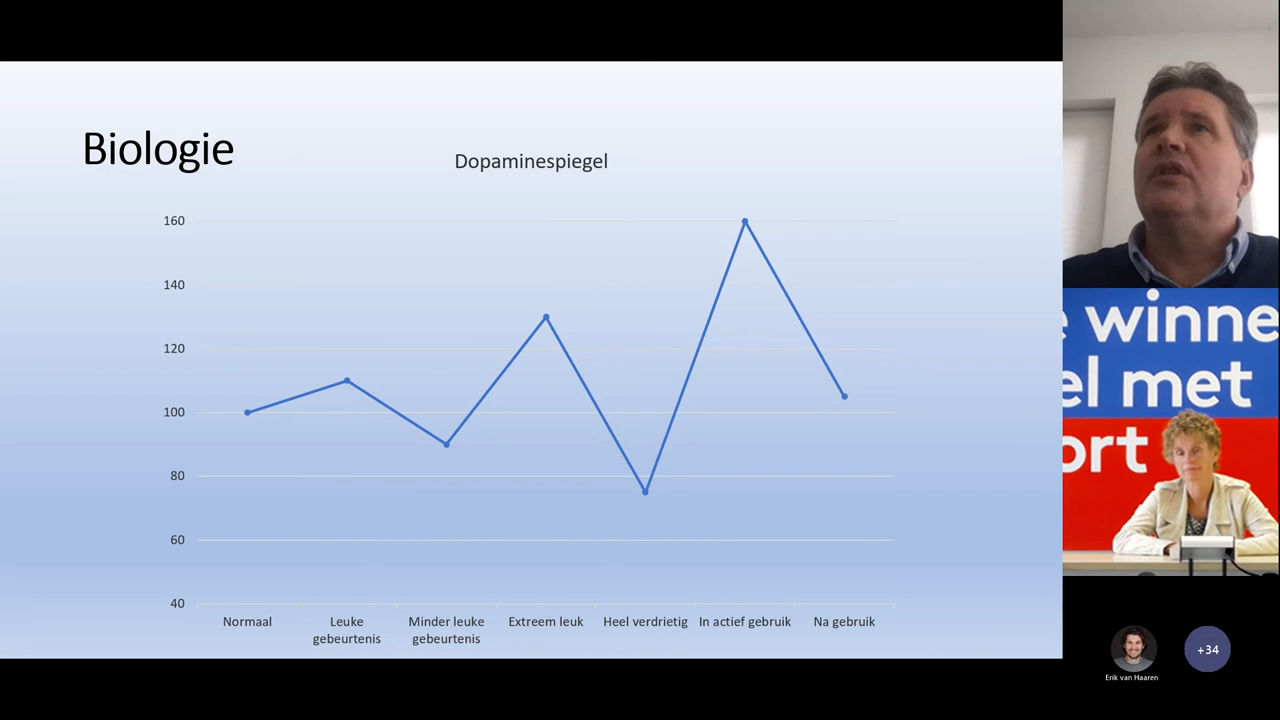 Biologie
Dopaminespiegel
160
140
120
100
80
60
40
Normaal
Leuke
gebeurtenis
Minder leuke
gebeurtenis
Extreem leuk
Heel verdrietig
In actief gebruik
Na gebruik
e winne
el met
ort
Erik van Haaren
+34